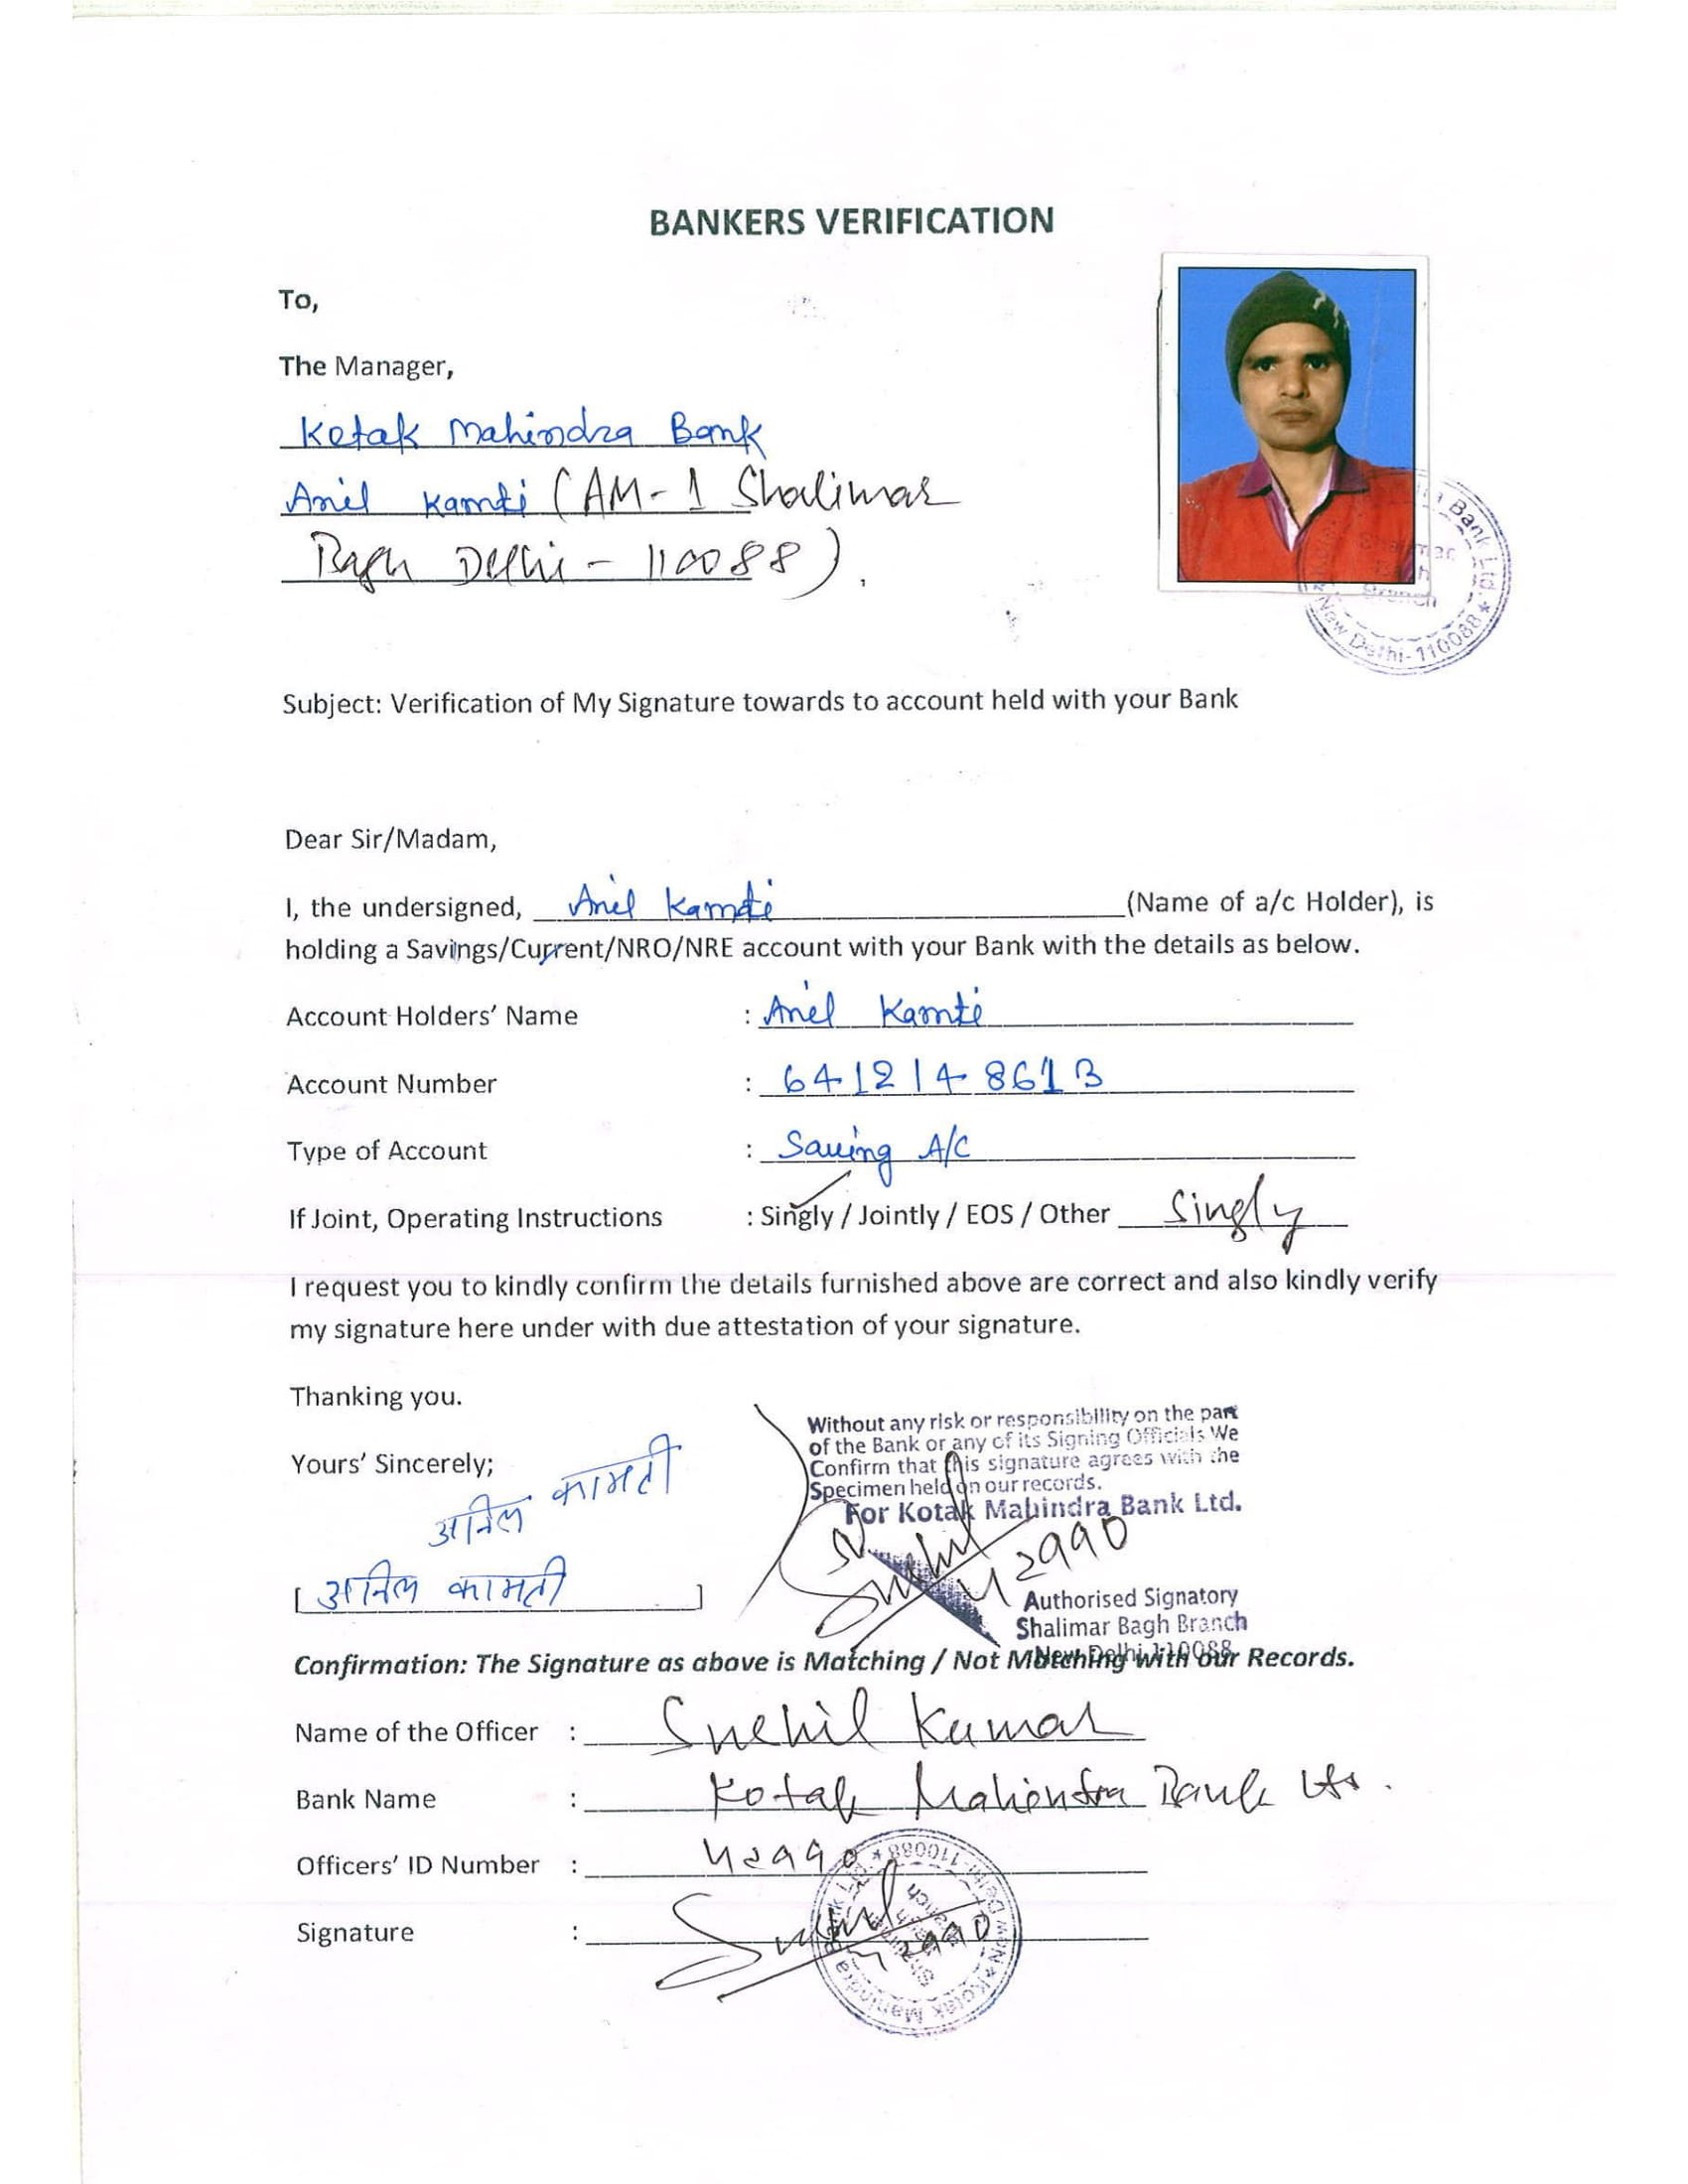 BANKERS VERIFICATION
To,
The Manager,
Kotak Mahindra Bank
Anil Kamti (AM-1 Shalimar
Bagh Delhi - 110088).
Bank Ltd. * New Delhi-110088 *
Branch
Subject: Verification of My Signature towards to account held with your Bank
Dear Sir/Madam,
I, the undersigned, Anil Kamti (Name of a/c Holder), is
holding a Savings/Current/NRO/NRE account with your Bank with the details as below.
Account Holders' Name : Anil Kamti
Account Number : 6412148613
Type of Account : Saving A/C
If Joint, Operating Instructions : Singly / Jointly / EOS / Other Singly
I request you to kindly confirm the details furnished above are correct and also kindly verify
my signature here under with due attestation of your signature.
Thanking you.
Yours' Sincerely;
अनिल कामती
[ अनिल कामती ]
Without any risk or responsibility on the part
of the Bank or any of its Signing Officials We
Confirm that this signature agrees with the
Specimen held on our records.
For Kotak Mahindra Bank Ltd.
42990
Authorised Signatory
Shalimar Bagh Branch
New Delhi-110088
Confirmation: The Signature as above is Matching / Not Matching with our Records.
Name of the Officer : Snehil Kumar
Bank Name : Kotak Mahindra Bank Ltd.
Officers' ID Number : 42990
Signature :
42990
Kotak Mahindra Bank Ltd. * New Delhi-110088 *